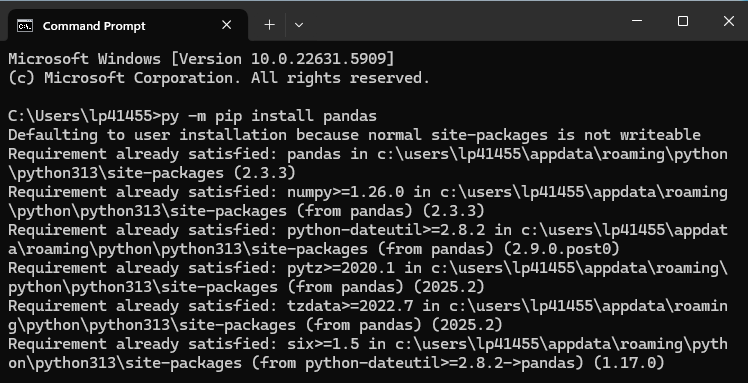 Command Prompt
Microsoft Windows [Version 10.0.22631.5909]
(c) Microsoft Corporation. All rights reserved.
C:\Users\lp41455>py -m pip install pandas
Defaulting to user installation because normal site-packages is not writeable
Requirement already satisfied: pandas in c:\users\lp41455\appdata\roaming\python
\python313\site-packages (2.3.3)
Requirement already satisfied: numpy>=1.26.0 in c:\users\lp41455\appdata\roaming
\python\python313\site-packages (from pandas) (2.3.3)
Requirement already satisfied: python-dateutil>=2.8.2 in c:\users\lp41455\appdat
a\roaming\python\python313\site-packages (from pandas) (2.9.0.post0)
Requirement already satisfied: pytz>=2020.1 in c:\users\lp41455\appdata\roaming\
python\python313\site-packages (from pandas) (2025.2)
Requirement already satisfied: tzdata>=2022.7 in c:\users\lp41455\appdata\roamin
g\python\python313\site-packages (from pandas) (2025.2)
Requirement already satisfied: six>=1.5 in c:\users\lp41455\appdata\roaming\pyth
on\python313\site-packages (from python-dateutil>=2.8.2->pandas) (1.17.0)